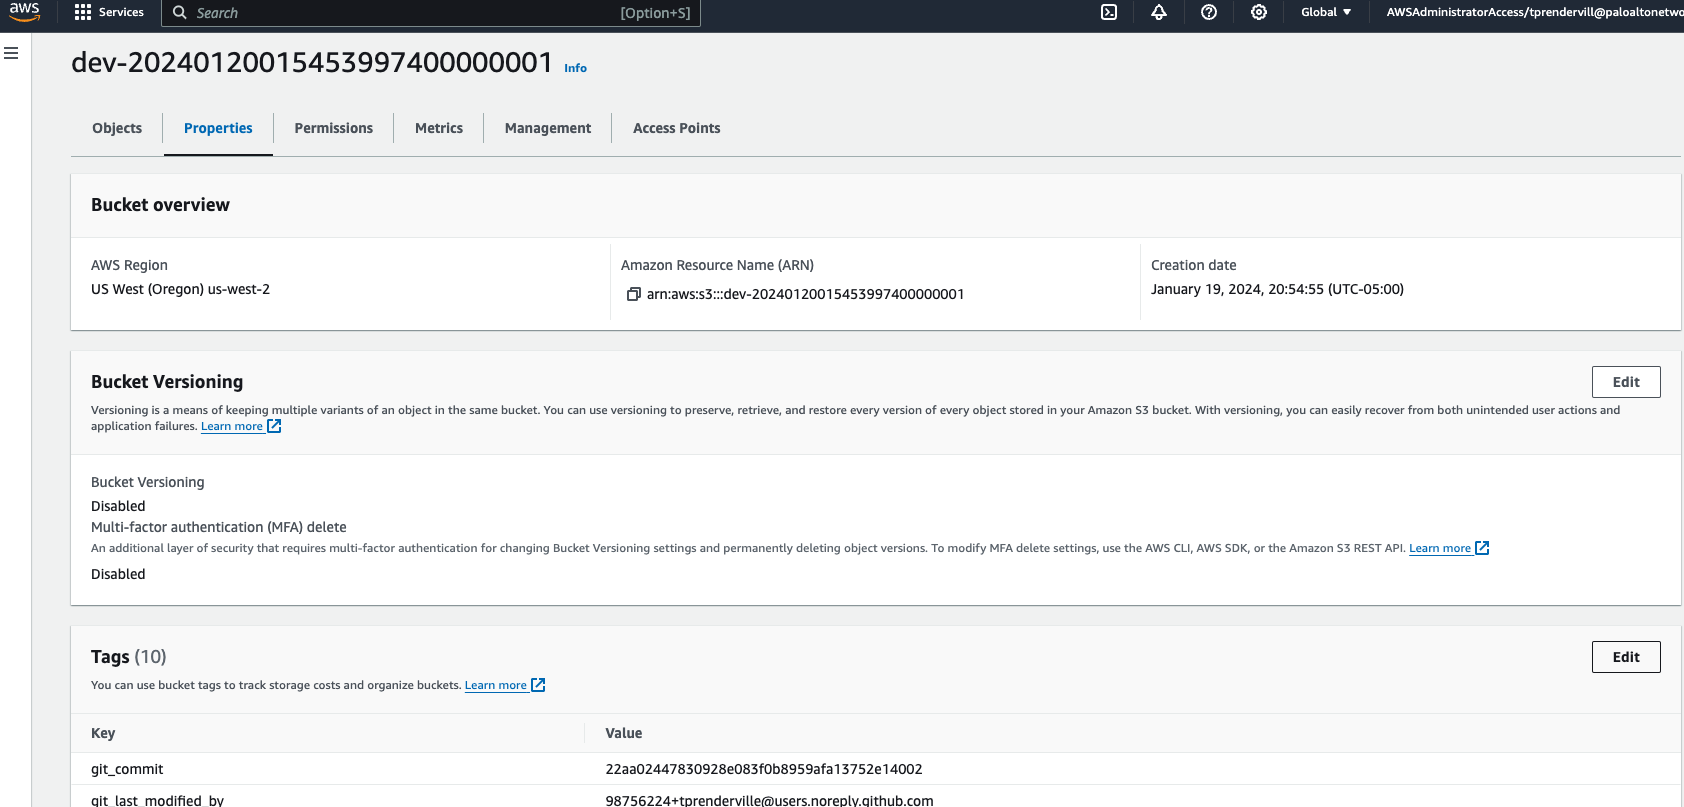 aws
Services
Search
[Option+S]
Global
AWSAdministratorAccess/tprendervill@paloaltonetwo
dev-20240120015453997400000001 Info
Objects
Properties
Permissions
Metrics
Management
Access Points
Bucket overview
AWS Region
US West (Oregon) us-west-2
Amazon Resource Name (ARN)
arn:aws:s3:::dev-20240120015453997400000001
Creation date
January 19, 2024, 20:54:55 (UTC-05:00)
Bucket Versioning
Edit
Versioning is a means of keeping multiple variants of an object in the same bucket. You can use versioning to preserve, retrieve, and restore every version of every object stored in your Amazon S3 bucket. With versioning, you can easily recover from both unintended user actions and
application failures. Learn more
Bucket Versioning
Disabled
Multi-factor authentication (MFA) delete
An additional layer of security that requires multi-factor authentication for changing Bucket Versioning settings and permanently deleting object versions. To modify MFA delete settings, use the AWS CLI, AWS SDK, or the Amazon S3 REST API. Learn more
Disabled
Tags (10)
Edit
You can use bucket tags to track storage costs and organize buckets. Learn more
Key
Value
git_commit
22aa02447830928e083f0b8959afa13752e14002
git_last_modified_by
98756224+tprenderville@users.noreply.github.com